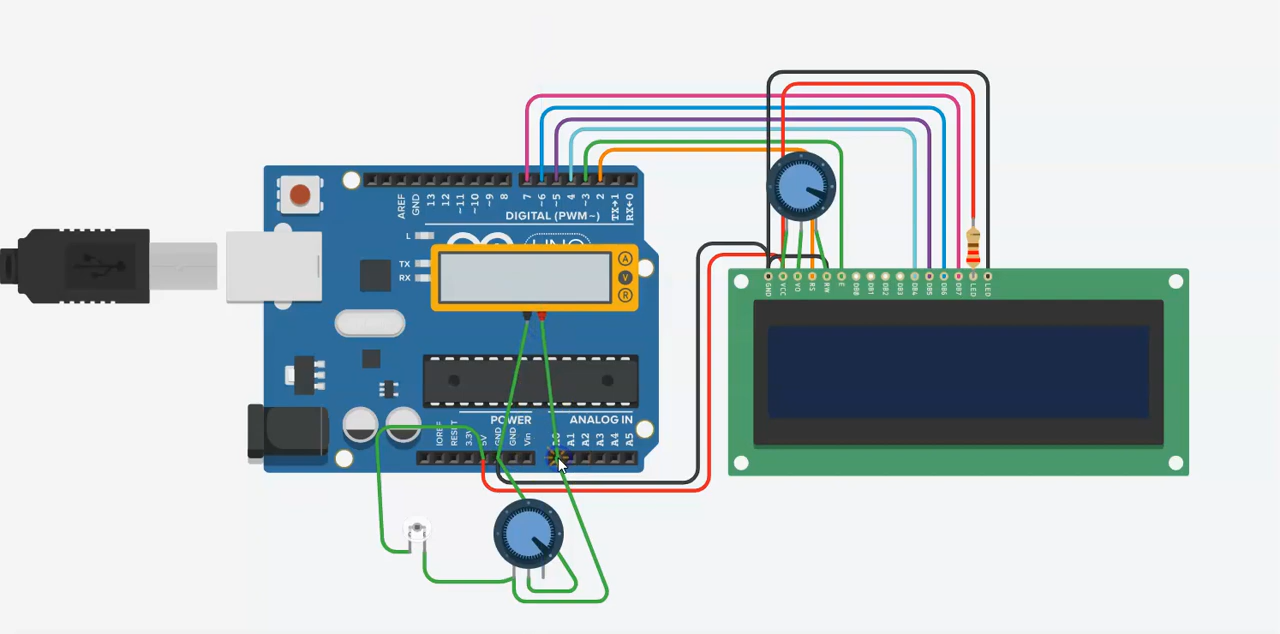 AREF
GND
13
12
~11
~10
~9
8
7
~6
~5
4
~3
2
TX→1
RX←0
DIGITAL (PWM~)
L
TX
RX
UNO
A
V
R
GND
VCC
VO
RS
RW
E
DB0
DB1
DB2
DB3
DB4
DB5
DB6
DB7
LED
LED
POWER
ANALOG IN
IOREF
RESET
3.3V
5V
GND
GND
Vin
A0
A1
A2
A3
A4
A5